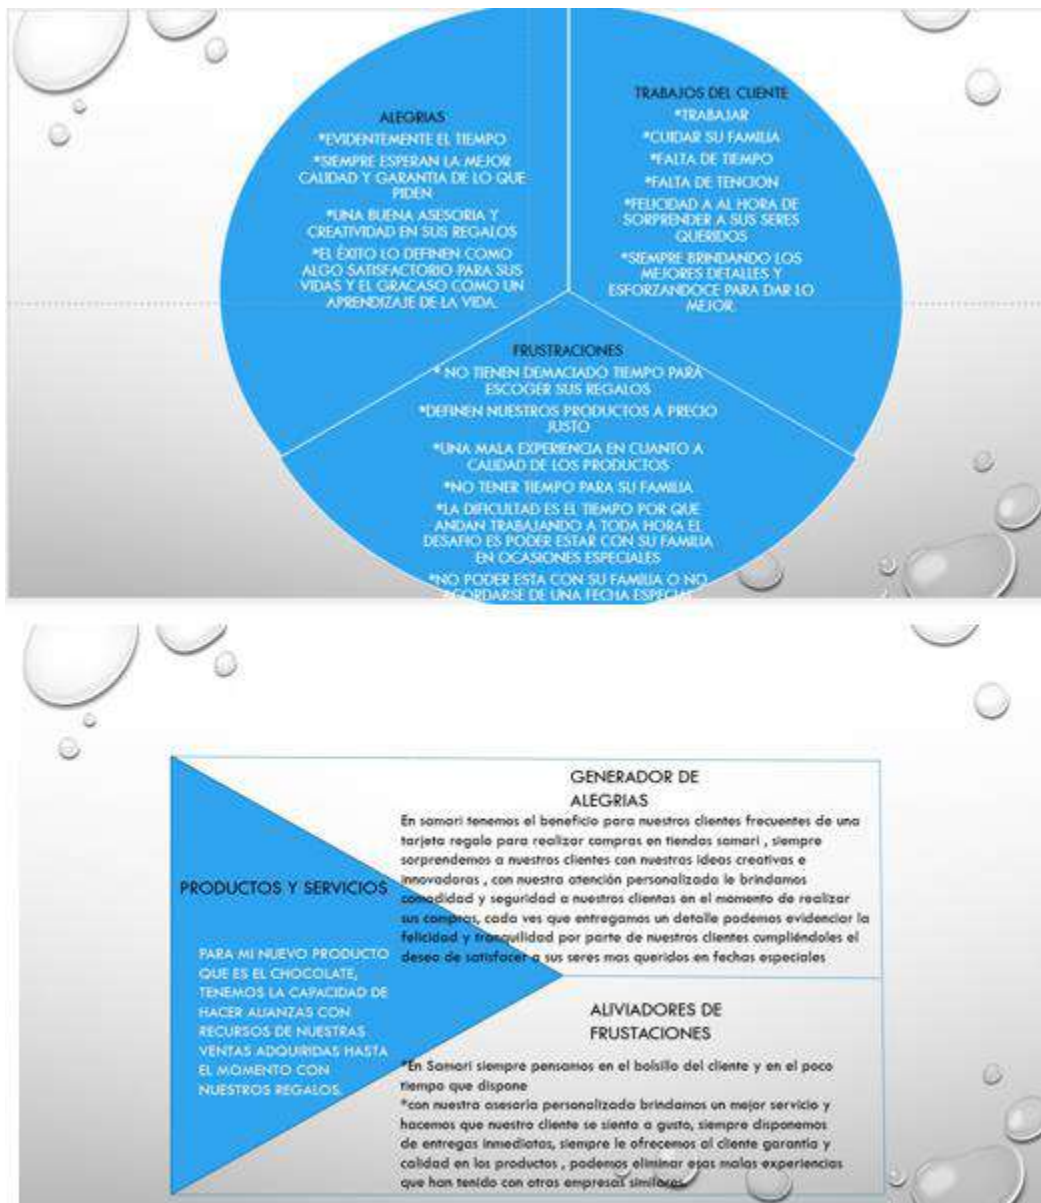 ALEGRIAS
*EVIDENTEMENTE EL TIEMPO
*SIEMPRE ESPERAN LA MEJOR
CALIDAD Y GARANTIA DE LO QUE
PIDEN
*UNA BUENA ASESORIA Y
CREATIVIDAD EN SUS REGALOS
*EL ÉXITO LO DEFINEN COMO
ALGO SATISFACTORIO PARA SUS
VIDAS Y EL GRACASO COMO UN
APRENDIZAJE DE LA VIDA.
TRABAJOS DEL CLIENTE
*TRABAJAR
*CUIDAR SU FAMILIA
*FALTA DE TIEMPO
*FALTA DE TENCION
*FELICIDAD A AL HORA DE
SORPRENDER A SUS SERES
QUERIDOS
*SIEMPRE BRINDANDO LOS
MEJORES DETALLES Y
ESFORZANDOCE PARA DAR LO
MEJOR.
FRUSTRACIONES
* NO TIENEN DEMACIADO TIEMPO PARA
ESCOGER SUS REGALOS
*DEFINEN NUESTROS PRODUCTOS A PRECIO
JUSTO
*UNA MALA EXPERIENCIA EN CUANTO A
CALIDAD DE LOS PRODUCTOS
*NO TENER TIEMPO PARA SU FAMILIA
*LA DIFICULTAD ES EL TIEMPO POR QUE
ANDAN TRABAJANDO A TODA HORA EL
DESAFIO ES PODER ESTAR CON SU FAMILIA
EN OCASIONES ESPECIALES
*NO PODER ESTA CON SU FAMILIA O NO
ACORDARSE DE UNA FECHA ESPECIAL
GENERADOR DE
ALEGRIAS
En samari tenemos el beneficio para nuestros clientes frecuentes de una
tarjeta regalo para realizar compras en tiendas samari , siempre
sorprendemos a nuestros clientes con nuestras ideas creativas e
innovadoras , con nuestra atención personalizada le brindamos
comodidad y seguridad a nuestros clientes en el momento de realizar
sus compras, cada ves que entregamos un detalle podemos evidenciar la
felicidad y tranquilidad por parte de nuestros clientes cumpliéndoles el
deseo de satisfacer a sus seres mas queridos en fechas especiales
PRODUCTOS Y SERVICIOS
PARA MI NUEVO PRODUCTO
QUE ES EL CHOCOLATE,
TENEMOS LA CAPACIDAD DE
HACER ALIANZAS CON
RECURSOS DE NUESTRAS
VENTAS ADQUIRIDAS HASTA
EL MOMENTO CON
NUESTROS REGALOS.
ALIVIADORES DE
FRUSTACIONES
*En Samari siempre pensamos en el bolsillo del cliente y en el poco
tiempo que dispone
*con nuestra asesoría personalizada brindamos un mejor servicio y
hacemos que nuestro cliente se sienta a gusto, siempre disponemos
de entregas inmediatas, siempre le ofrecemos al cliente garantía y
calidad en los productos , podemos eliminar esas malas experiencias
que han tenido con otras empresas similares.